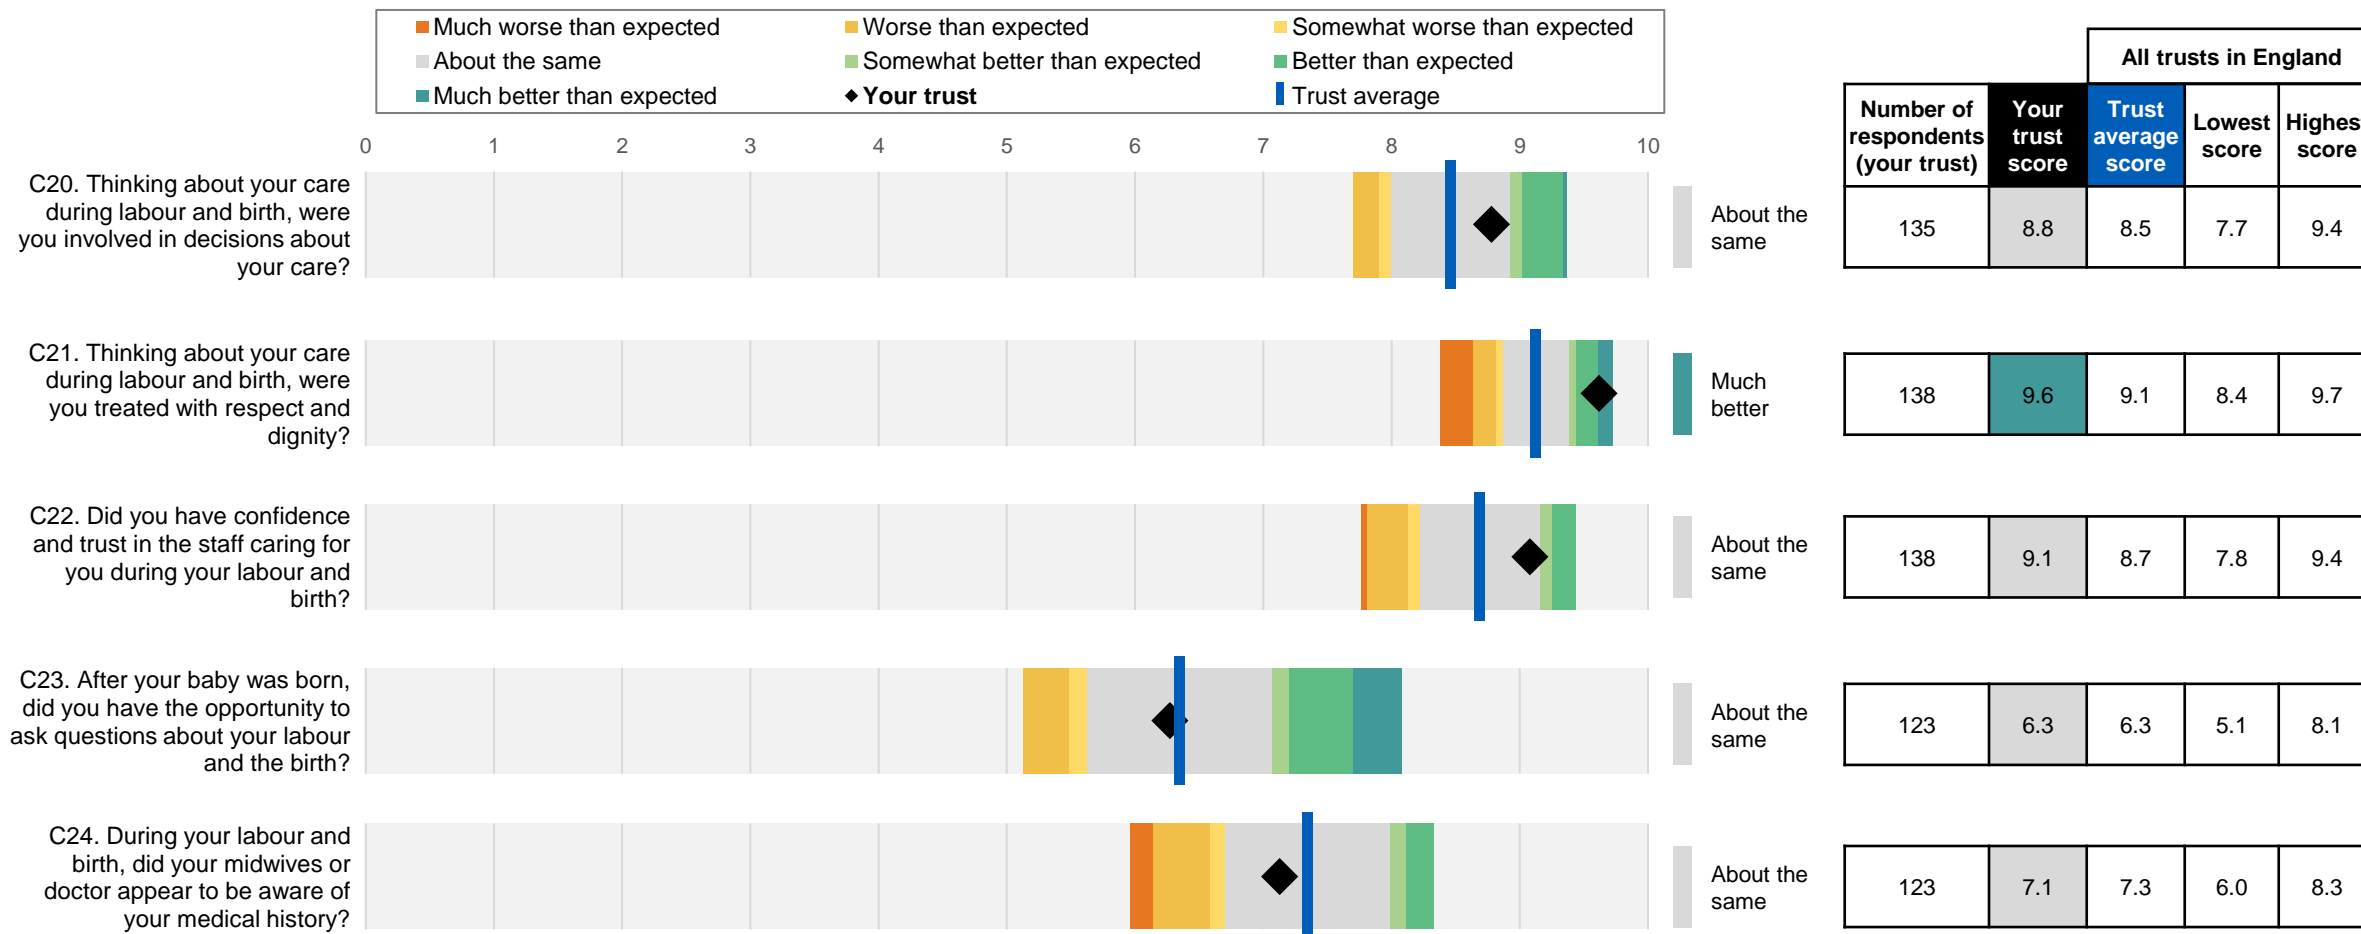 Much worse than expected
Worse than expected
Somewhat worse than expected
About the same
Somewhat better than expected
Better than expected
Much better than expected
Your trust
Trust average
All trusts in England
Number of
respondents
(your trust)
Your
trust
score
Trust
average
score
Lowest
score
Highest
score
0 1 2 3 4 5 6 7 8 9 10
C20. Thinking about your care
during labour and birth, were
you involved in decisions about
your care?
About the
same
135 8.8 8.5 7.7 9.4
C21. Thinking about your care
during labour and birth, were
you treated with respect and
dignity?
Much
better
138 9.6 9.1 8.4 9.7
C22. Did you have confidence
and trust in the staff caring for
you during your labour and
birth?
About the
same
138 9.1 8.7 7.8 9.4
C23. After your baby was born,
did you have the opportunity to
ask questions about your labour
and the birth?
About the
same
123 6.3 6.3 5.1 8.1
C24. During your labour and
birth, did your midwives or
doctor appear to be aware of
your medical history?
About the
same
123 7.1 7.3 6.0 8.3